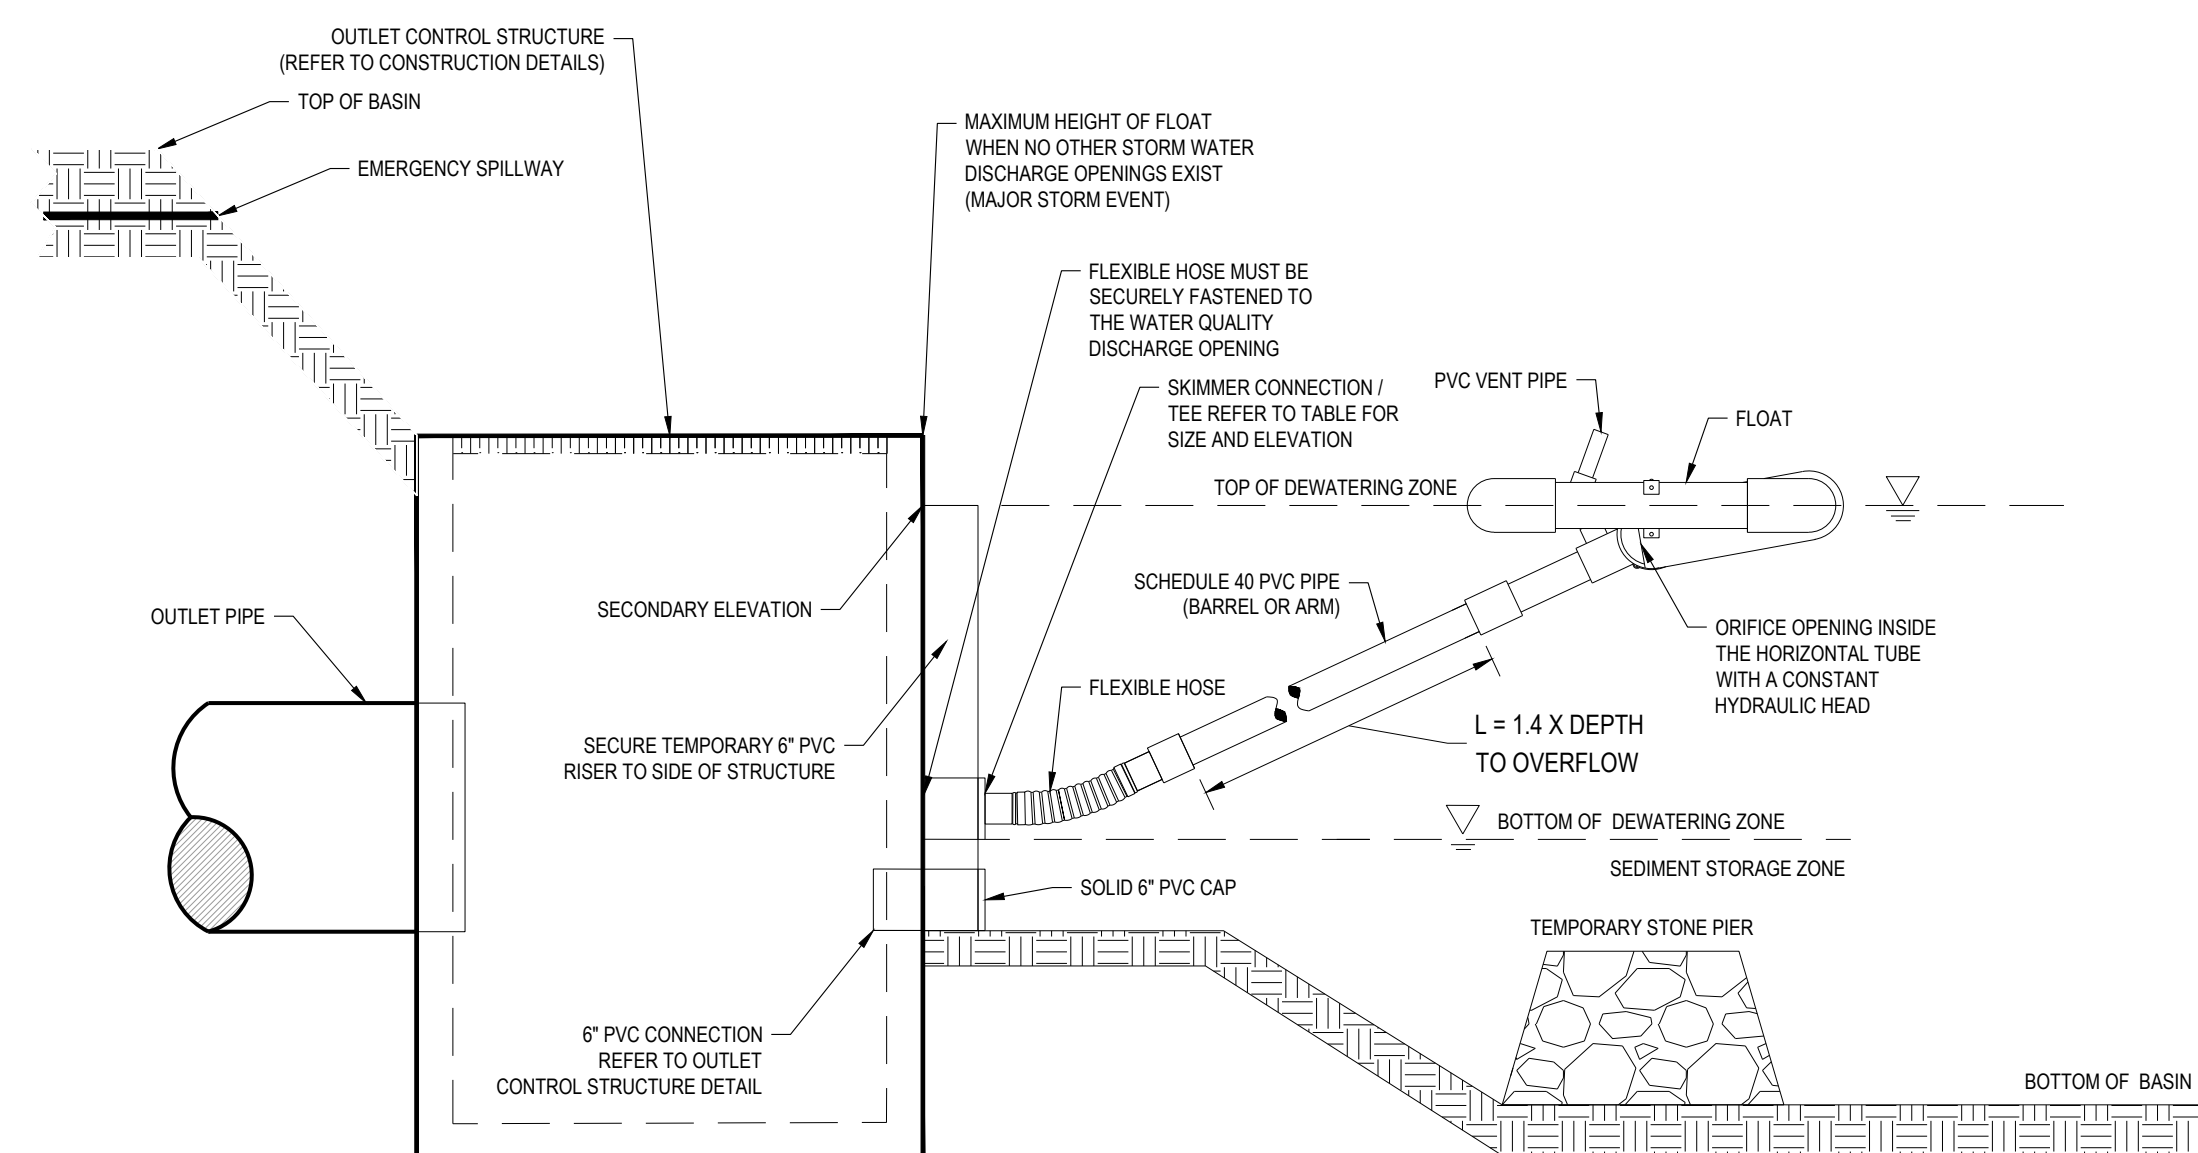 OUTLET CONTROL STRUCTURE
(REFER TO CONSTRUCTION DETAILS)
TOP OF BASIN
EMERGENCY SPILLWAY
MAXIMUM HEIGHT OF FLOAT
WHEN NO OTHER STORM WATER
DISCHARGE OPENINGS EXIST
(MAJOR STORM EVENT)
FLEXIBLE HOSE MUST BE
SECURELY FASTENED TO
THE WATER QUALITY
DISCHARGE OPENING
SKIMMER CONNECTION /
TEE REFER TO TABLE FOR
SIZE AND ELEVATION
PVC VENT PIPE
FLOAT
TOP OF DEWATERING ZONE
SCHEDULE 40 PVC PIPE
(BARREL OR ARM)
SECONDARY ELEVATION
OUTLET PIPE
ORIFICE OPENING INSIDE
THE HORIZONTAL TUBE
WITH A CONSTANT
HYDRAULIC HEAD
FLEXIBLE HOSE
L = 1.4 X DEPTH
TO OVERFLOW
SECURE TEMPORARY 6" PVC
RISER TO SIDE OF STRUCTURE
BOTTOM OF DEWATERING ZONE
SEDIMENT STORAGE ZONE
SOLID 6" PVC CAP
TEMPORARY STONE PIER
6" PVC CONNECTION
REFER TO OUTLET
CONTROL STRUCTURE DETAIL
BOTTOM OF BASIN